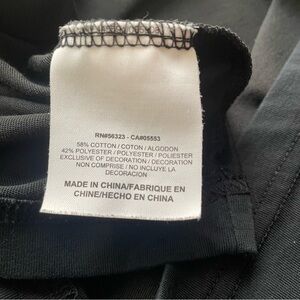 RN#56323 - CA#05553
58% COTTON / COTON / ALGODON
42% POLYESTER / POLYESTER / POLIESTER
EXCLUSIVE OF DECORATION / DECORATION
NON COMPRISE / NO INCLUYE LA
DECORACION
MADE IN CHINA/FABRIQUE EN
CHINE/HECHO EN CHINA